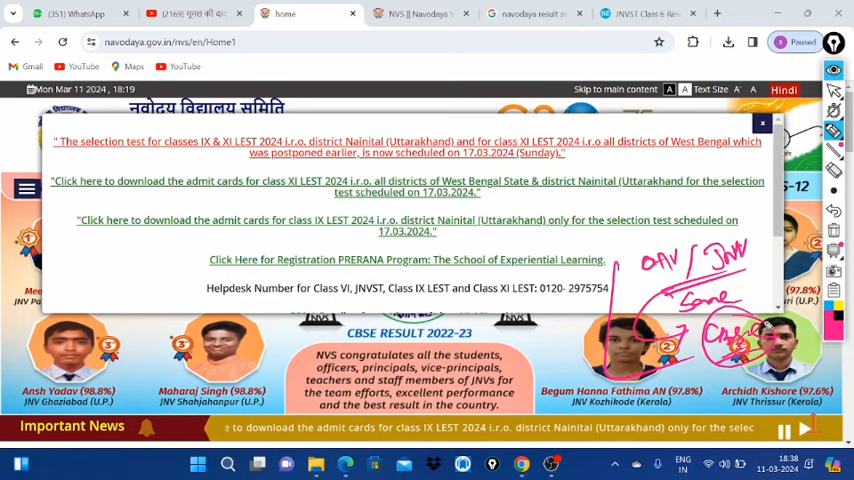 (351) WhatsApp
(2169) गूगल की दाद
home
NVS || Navodaya V
navodaya result se
JNVST Class 6 Res
navodaya.gov.in/nvs/en/Home1
Paused
Gmail
YouTube
Maps
YouTube
Mon Mar 11 2024 , 18:19
Skip to main content
A
A
Text Size
A+
A-
Hindi
नवोदय विद्यालय समिति
x
" The selection test for classes IX & XI LEST 2024 i.r.o. district Nainital (Uttarakhand) and for class XI LEST 2024 i.r.o all districts of West Bengal which
was postponed earlier, is now scheduled on 17.03.2024 (Sunday)."
"Click here to download the admit cards for class XI LEST 2024 i.r.o. all districts of West Bengal State & district Nainital (Uttarakhand for the selection
test scheduled on 17.03.2024."
"Click here to download the admit cards for class IX LEST 2024 i.r.o. district Nainital (Uttarakhand) only for the selection test scheduled on
17.03.2024."
Click Here for Registration PRERANA Program: The School of Experiential Learning.
Helpdesk Number for Class VI, JNVST, Class IX LEST and Class XI LEST: 0120- 2975754
S-12
OAV / JNV
Same
CBSE
CBSE RESULT 2022-23
NVS congratulates all the students,
officers, principals, vice-principals,
teachers and staff members of JNVs for
the team efforts, excellent performance
and the best result in the country.
Ansh Yadav (98.8%)
JNV Ghaziabad (U.P.)
Maharaj Singh (98.8%)
JNV Shahjahanpur (U.P.)
Begum Hanna Fathima AN (97.8%)
JNV Kozhikode (Kerala)
Archidh Kishore (97.6%)
JNV Thrissur (Kerala)
Important News
e to download the admit cards for class IX LEST 2024 i.r.o. district Nainital (Uttarakhand) only for the selec
ENG
IN
18:38
11-03-2024